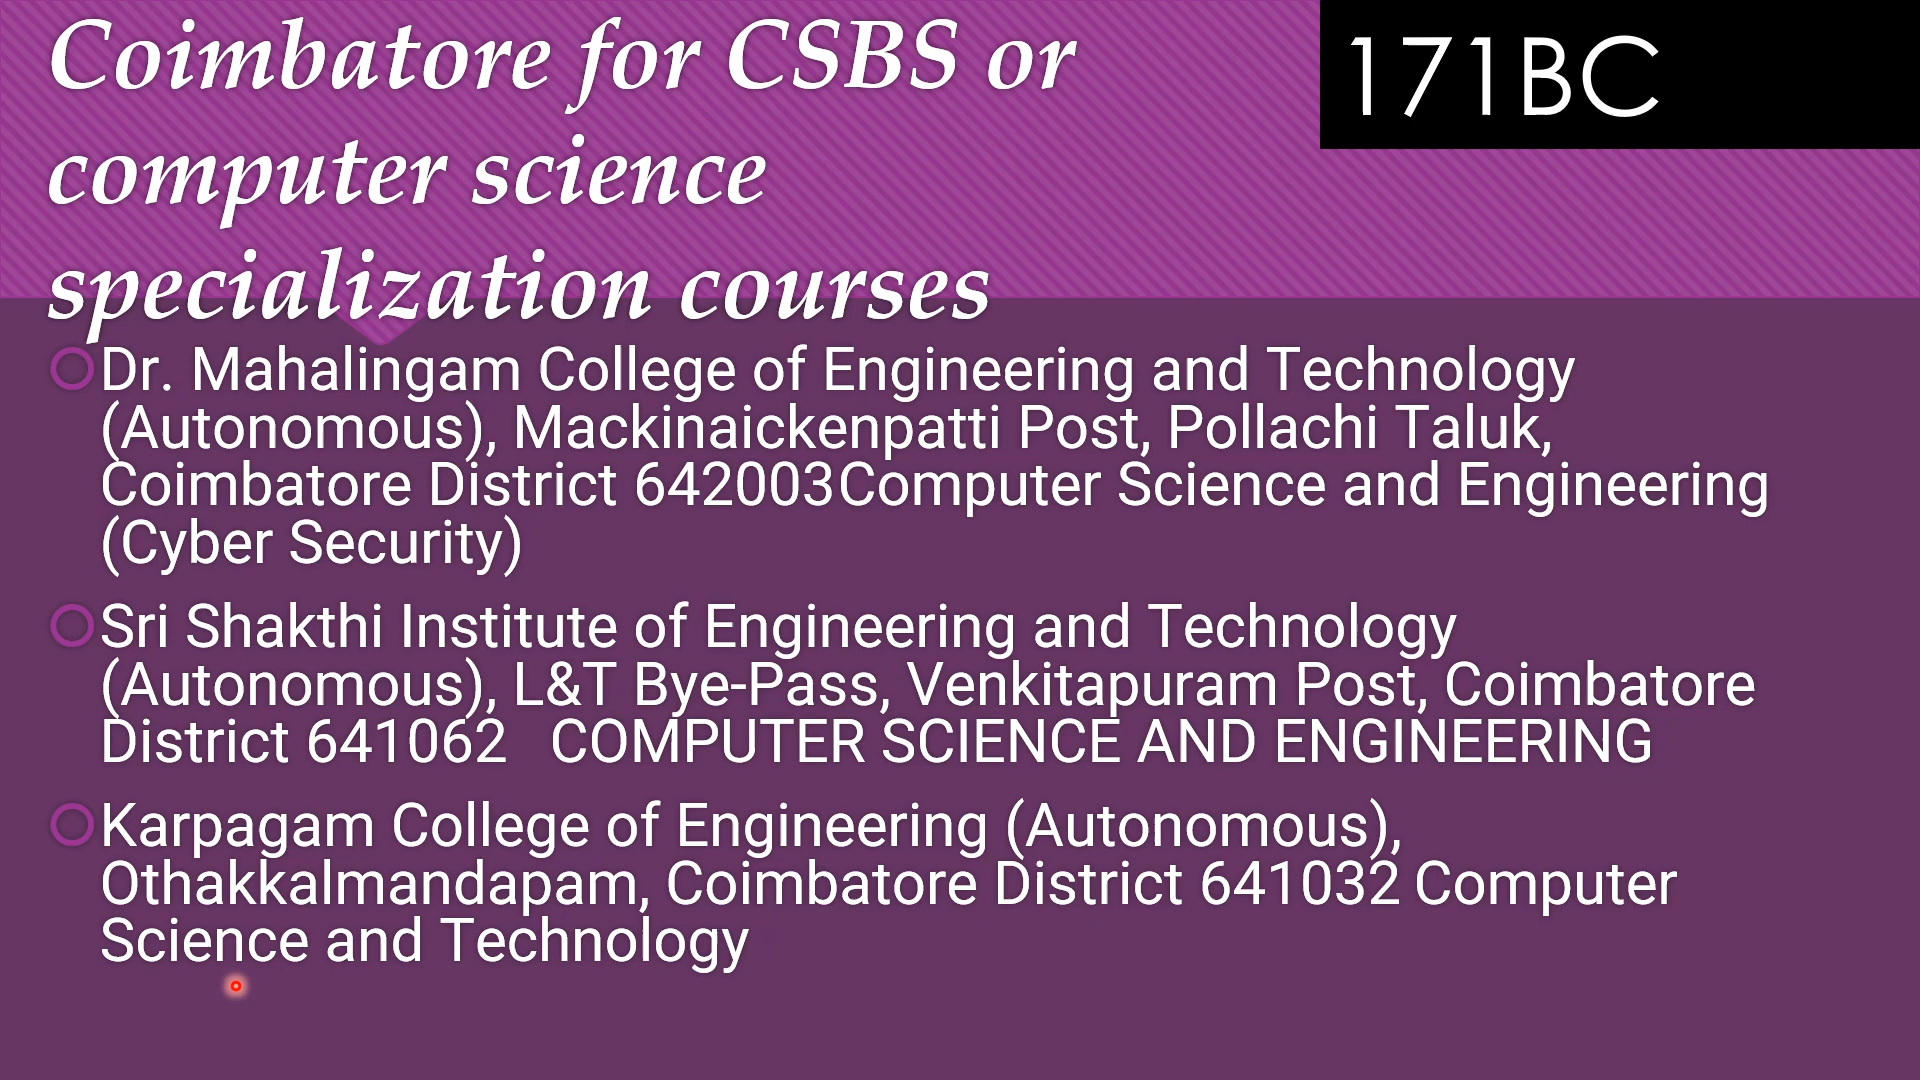 Coimbatore for CSBS or
computer science
specialization courses
171BC
Dr. Mahalingam College of Engineering and Technology
(Autonomous), Mackinaickenpatti Post, Pollachi Taluk,
Coimbatore District 642003Computer Science and Engineering
(Cyber Security)
Sri Shakthi Institute of Engineering and Technology
(Autonomous), L&T Bye-Pass, Venkitapuram Post, Coimbatore
District 641062   COMPUTER SCIENCE AND ENGINEERING
Karpagam College of Engineering (Autonomous),
Othakkalmandapam, Coimbatore District 641032 Computer
Science and Technology